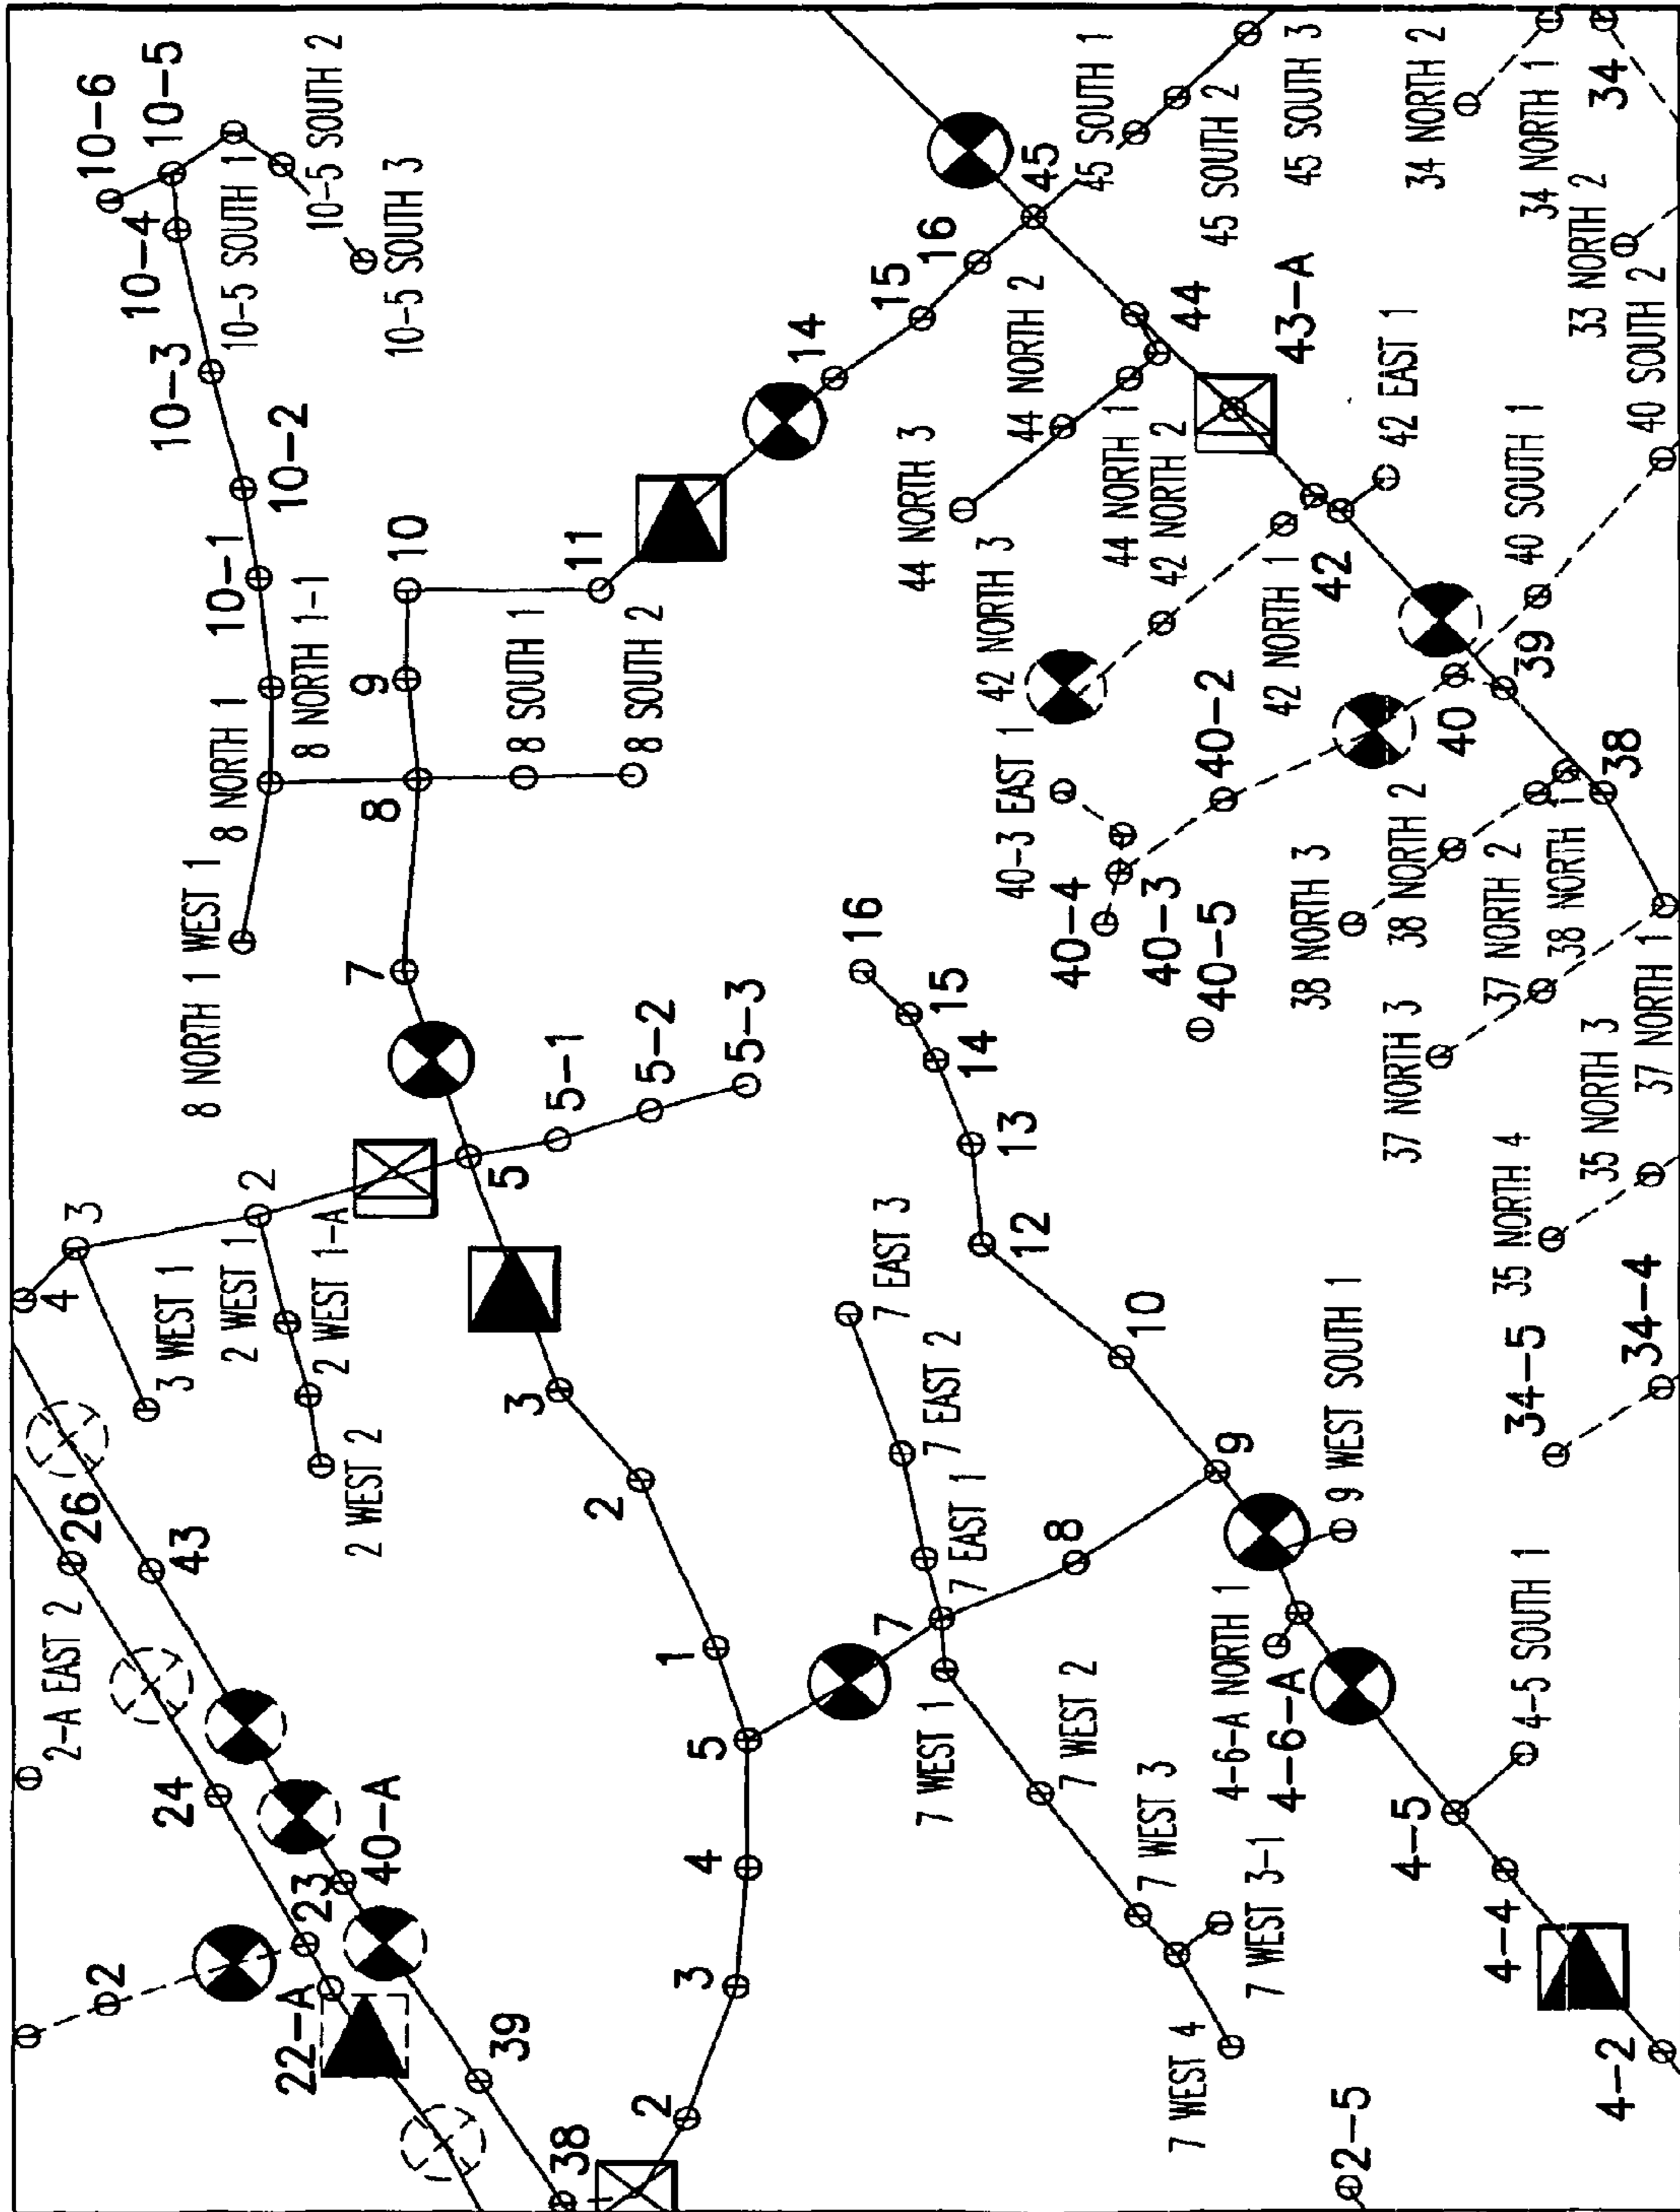 2-5
38
4-2
7 WEST 4
2
39
22-A
4-4
7 WEST 3-1
7 WEST 3
3
23
2
4-5
4-6-A
4-6-A NORTH 1
7 WEST 2
7 WEST 1
4
40-A
24
4-5 SOUTH 1
5
2-A EAST 2
7
1
9 WEST SOUTH 1
8
7 EAST 1
43
26
34-5
34-4
9
7 EAST 2
2
2 WEST 2
10
7 EAST 3
3
2 WEST 1-A
2 WEST 1
3 WEST 1
4
35 NORTH 4
35 NORTH 3
12
13
5
2
3
37 NORTH 3
37 NORTH 1
14
5-3
5-2
5-1
40-5
38 NORTH 3
15
16
7
8 NORTH 1 WEST 1
37 NORTH 2
38 NORTH 1
38 NORTH 2
40-3
40-4
40-3 EAST 1
8
8 NORTH 1
38
40
40-2
42 NORTH 1
8 SOUTH 2
8 SOUTH 1
9
8 NORTH 1-1
39
42 NORTH 3
10-1
40 SOUTH 1
42
44 NORTH 3
11
10
10-2
40 SOUTH 2
42 EAST 1
42 NORTH 2
44 NORTH 1
44 NORTH 2
10-3
33 NORTH 2
43-A
44
14
15
10-5 SOUTH 3
10-5 SOUTH 1
10-4
34 NORTH 1
45 SOUTH 3
45 SOUTH 2
16
10-5 SOUTH 2
10-6
34
34 NORTH 2
45 SOUTH 1
45
10-5